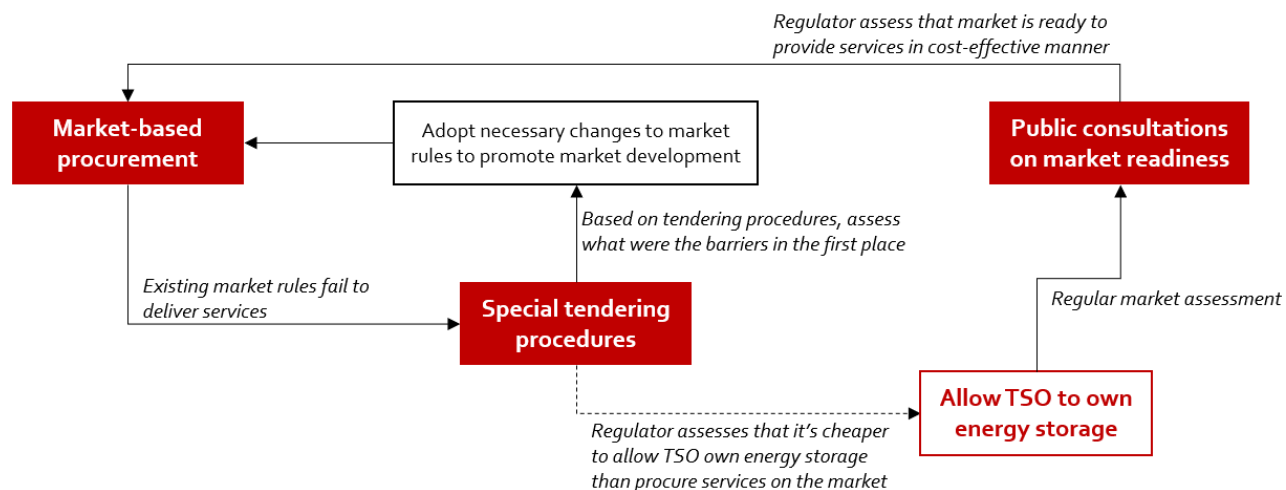 Regulator assess that market is ready to
provide services in cost-effective manner
Market-based
procurement
Adopt necessary changes to market
rules to promote market development
Public consultations
on market readiness
Based on tendering procedures, assess
what were the barriers in the first place
Existing market rules fail to
deliver services
Special tendering
procedures
Regular market assessment
Allow TSO to own
energy storage
Regulator assesses that it's cheaper
to allow TSO own energy storage
than procure services on the market